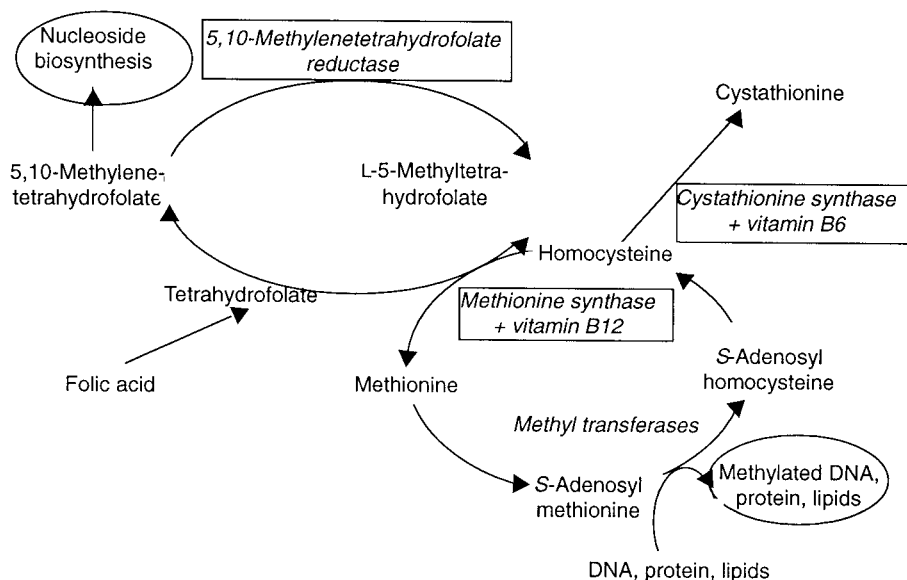 Nucleoside
biosynthesis
5,10-Methylenetetrahydrofolate
reductase
Cystathionine
5,10-Methylene-
tetrahydrofolate
L-5-Methyltetra-
hydrofolate
Cystathionine synthase
+ vitamin B6
Homocysteine
Tetrahydrofolate
Methionine synthase
+ vitamin B12
Folic acid
Methionine
S-Adenosyl
homocysteine
Methyl transferases
S-Adenosyl
methionine
Methylated DNA,
protein, lipids
DNA, protein, lipids